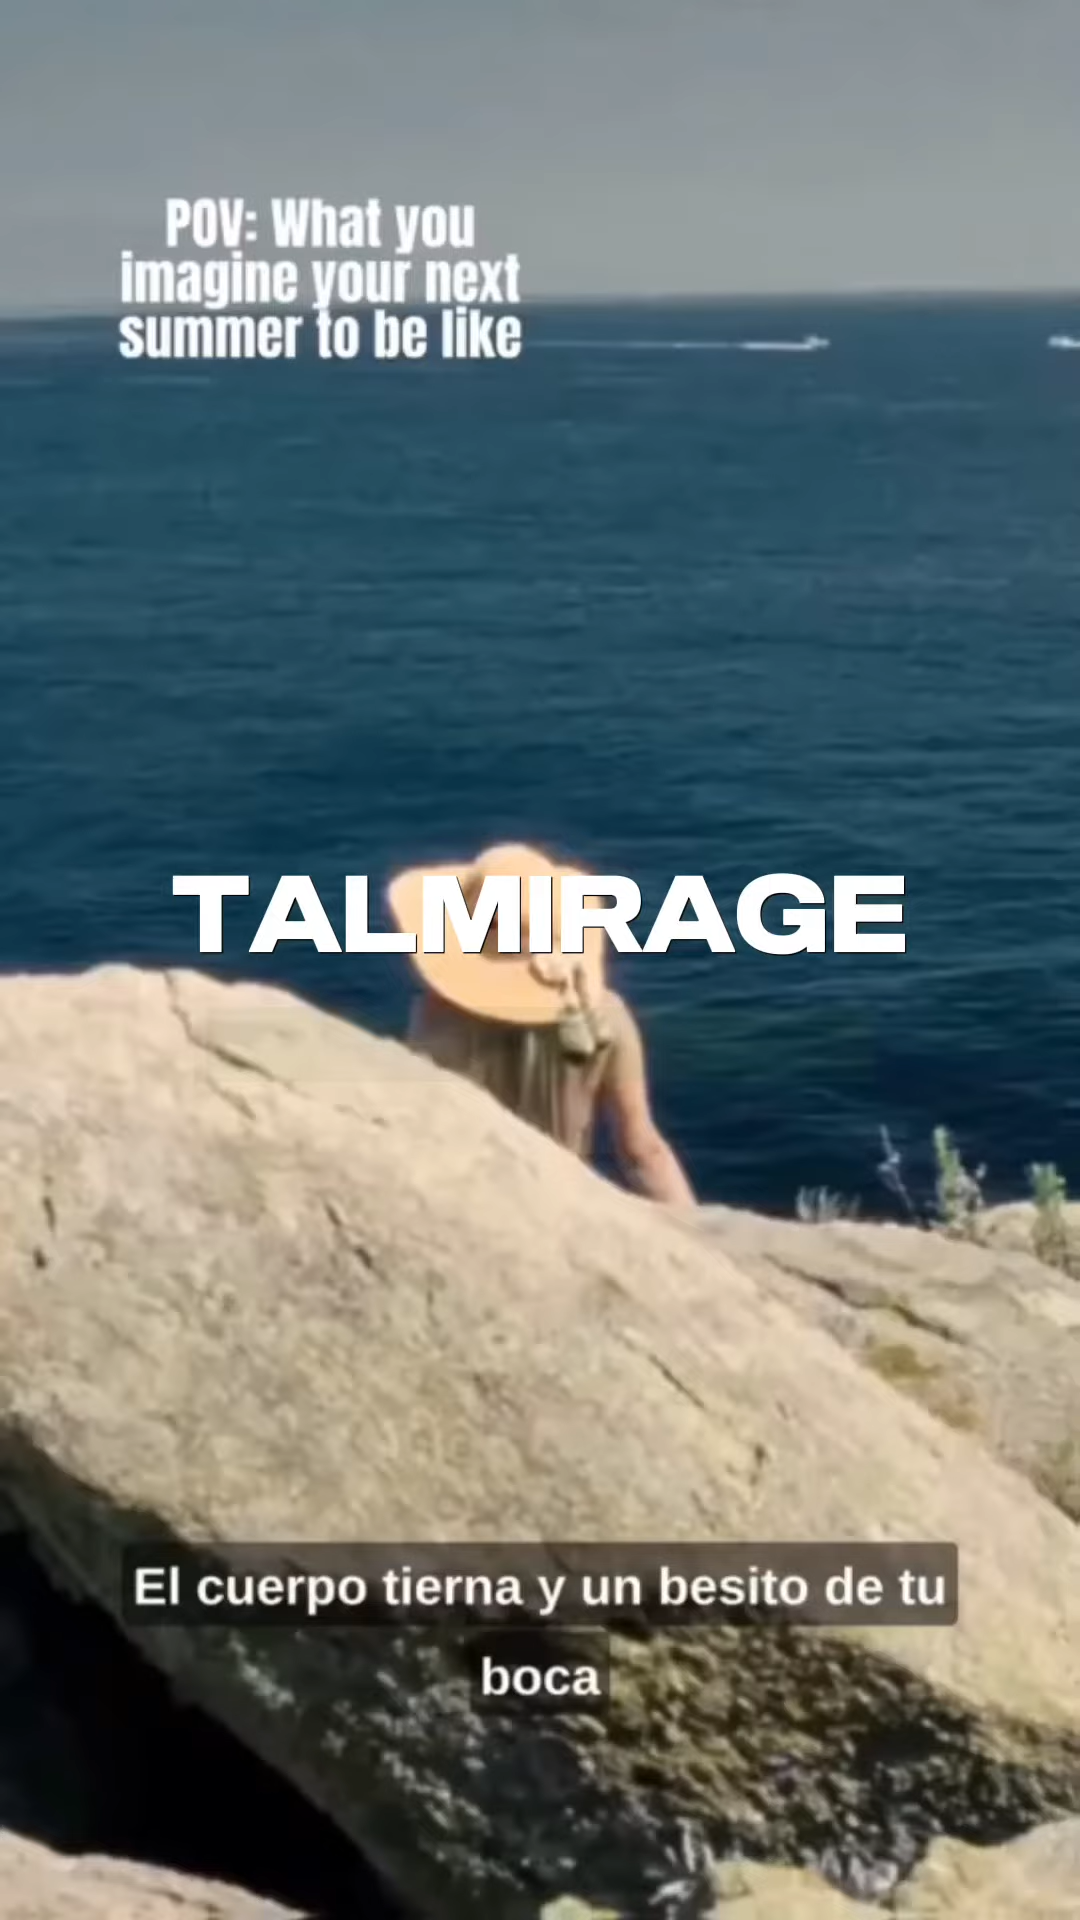 POV: What you
imagine your next
summer to be like
TALMIRAGE
El cuerpo tierna y un besito de tu
boca